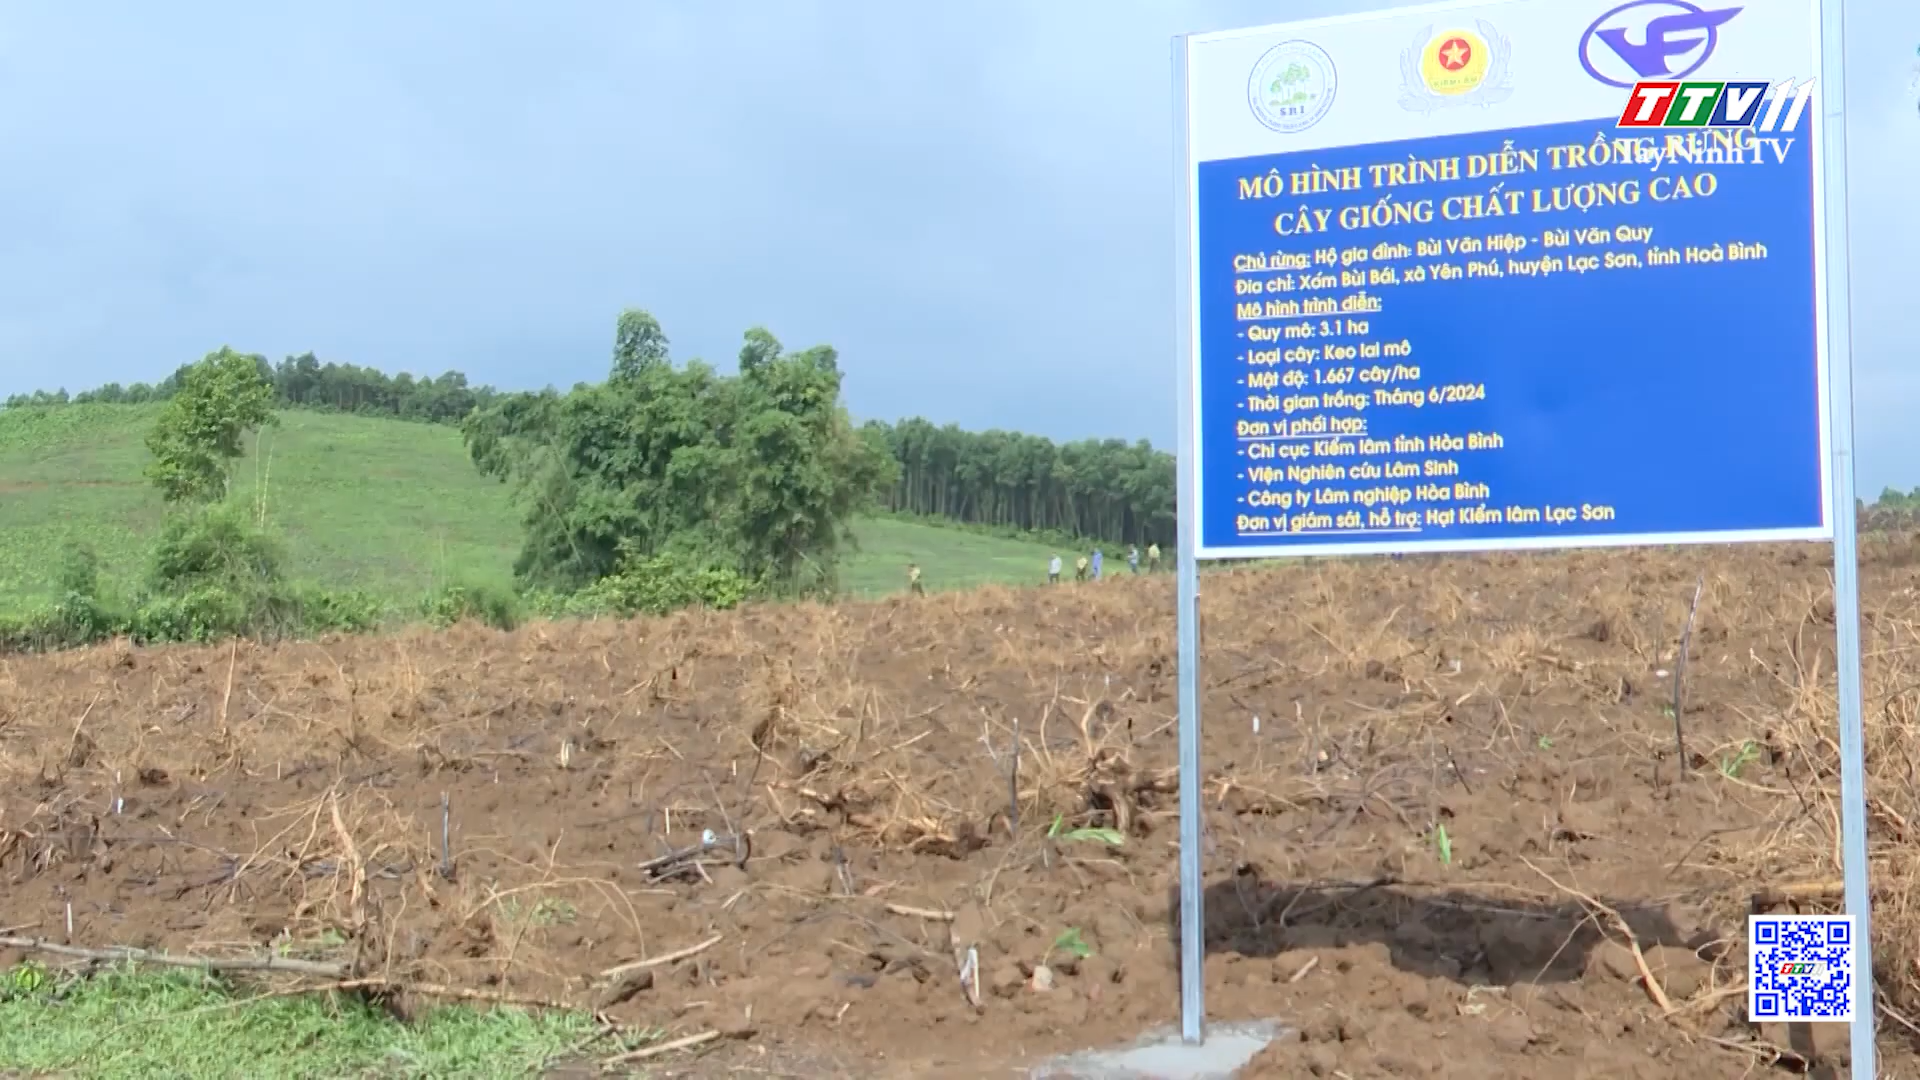 S.R.I
KIỂM LÂM
TTV11
TâyNinhTV
MÔ HÌNH TRÌNH DIỄN TRỒNG RỪNG
CÂY GIỐNG CHẤT LƯỢNG CAO
Chủ rừng: Hộ gia đình: Bùi Văn Hiệp - Bùi Văn Quy
Địa chỉ: Xóm Bùi Bái, xã Yên Phú, huyện Lạc Sơn, tỉnh Hoà Bình
Mô hình trình diễn:
- Quy mô: 3.1 ha
- Loại cây: Keo lai mô
- Mật độ: 1.667 cây/ha
- Thời gian trồng: Tháng 6/2024
Đơn vị phối hợp:
- Chi cục Kiểm lâm tỉnh Hòa Bình
- Viện Nghiên cứu Lâm Sinh
- Công ty Lâm nghiệp Hòa Bình
Đơn vị giám sát, hỗ trợ: Hạt Kiểm lâm Lạc Sơn
TTV11